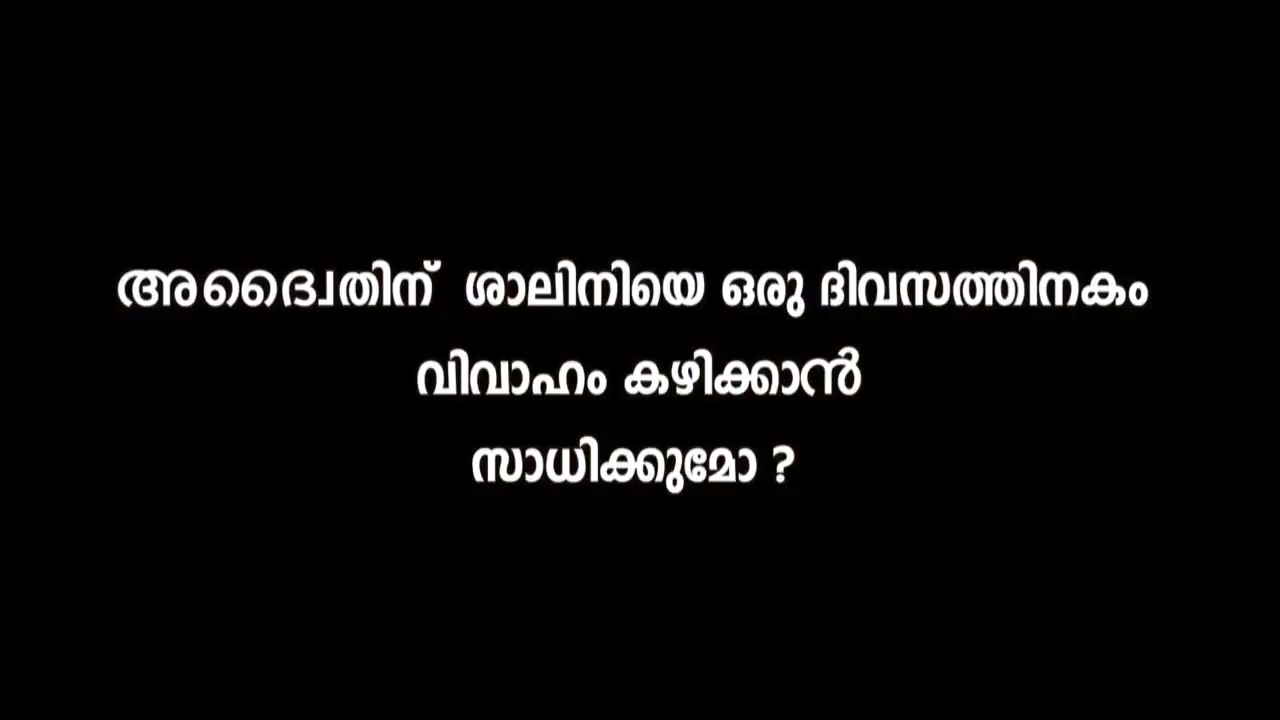 അദ്വൈതിന് ശാലിനിയെ ഒരു ദിവസത്തിനകം
വിവാഹം കഴിക്കാൻ
സാധിക്കുമോ ?